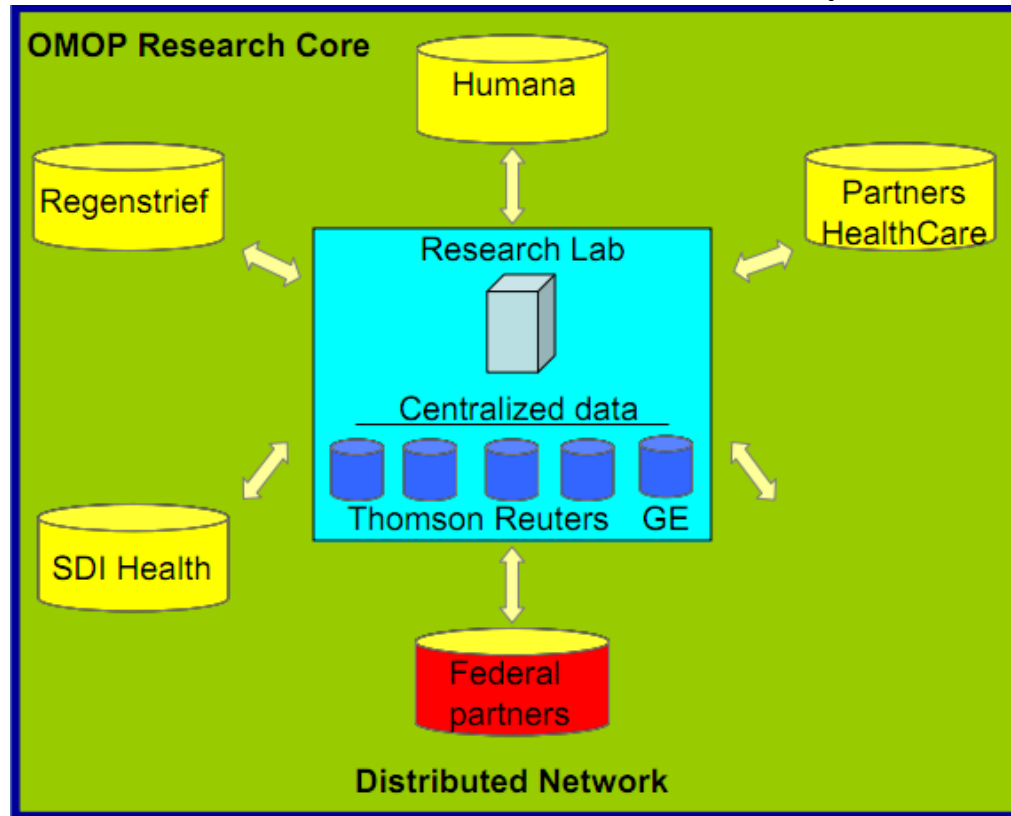 OMOP Research Core
Humana
Regenstrief
Partners
HealthCare
Research Lab
Centralized data
Thomson Reuters GE
SDI Health
Federal
partners
Distributed Network